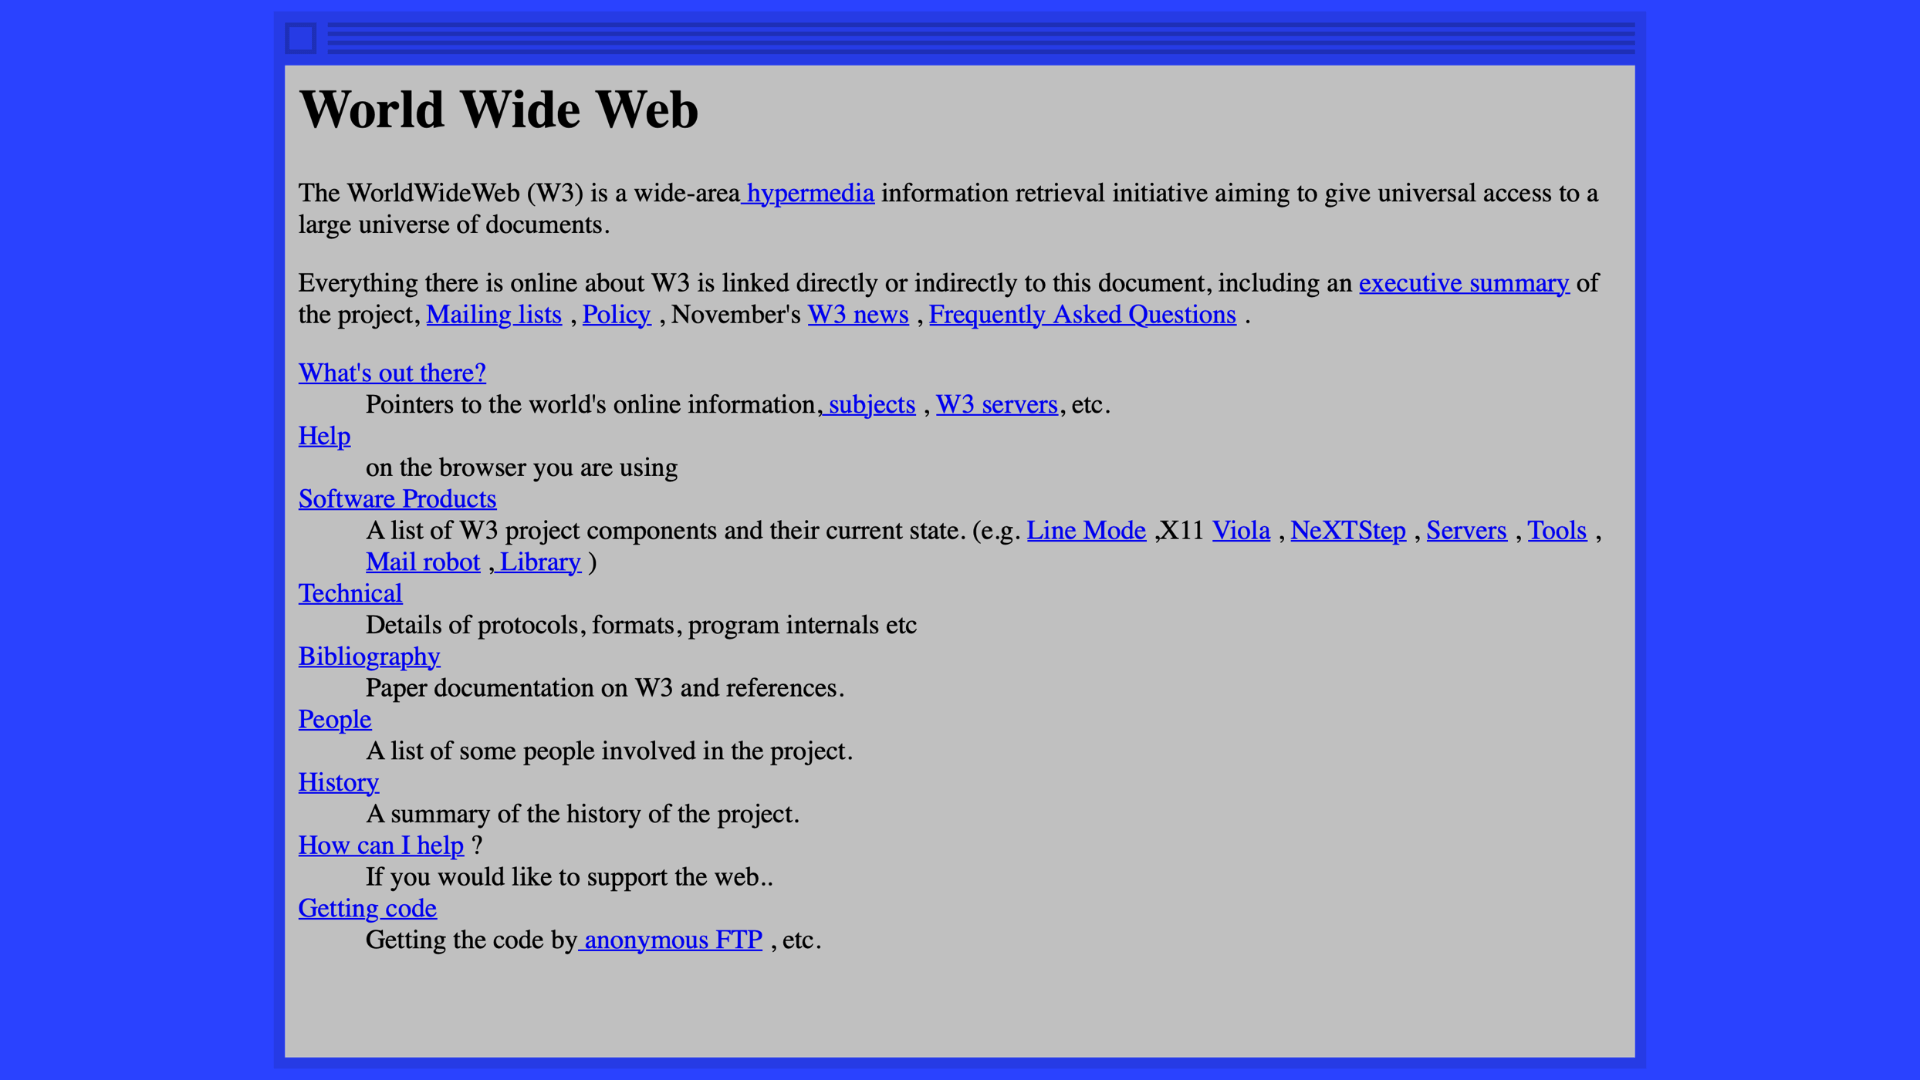 World Wide Web
The WorldWideWeb (W3) is a wide-area hypermedia information retrieval initiative aiming to give universal access to a
large universe of documents.
Everything there is online about W3 is linked directly or indirectly to this document, including an executive summary of
the project, Mailing lists , Policy , November's W3 news , Frequently Asked Questions .
What's out there?
Pointers to the world's online information, subjects , W3 servers, etc.
Help
on the browser you are using
Software Products
A list of W3 project components and their current state. (e.g. Line Mode ,X11 Viola , NeXTStep , Servers , Tools ,
Mail robot , Library )
Technical
Details of protocols, formats, program internals etc
Bibliography
Paper documentation on W3 and references.
People
A list of some people involved in the project.
History
A summary of the history of the project.
How can I help ?
If you would like to support the web..
Getting code
Getting the code by anonymous FTP , etc.